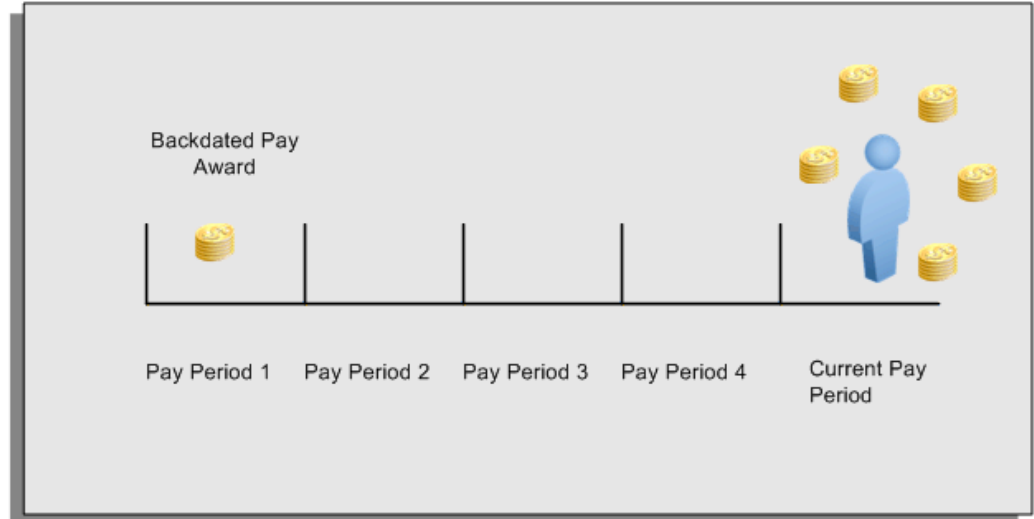 Backdated Pay
Award
Pay Period 1
Pay Period 2
Pay Period 3
Pay Period 4
Current Pay
Period